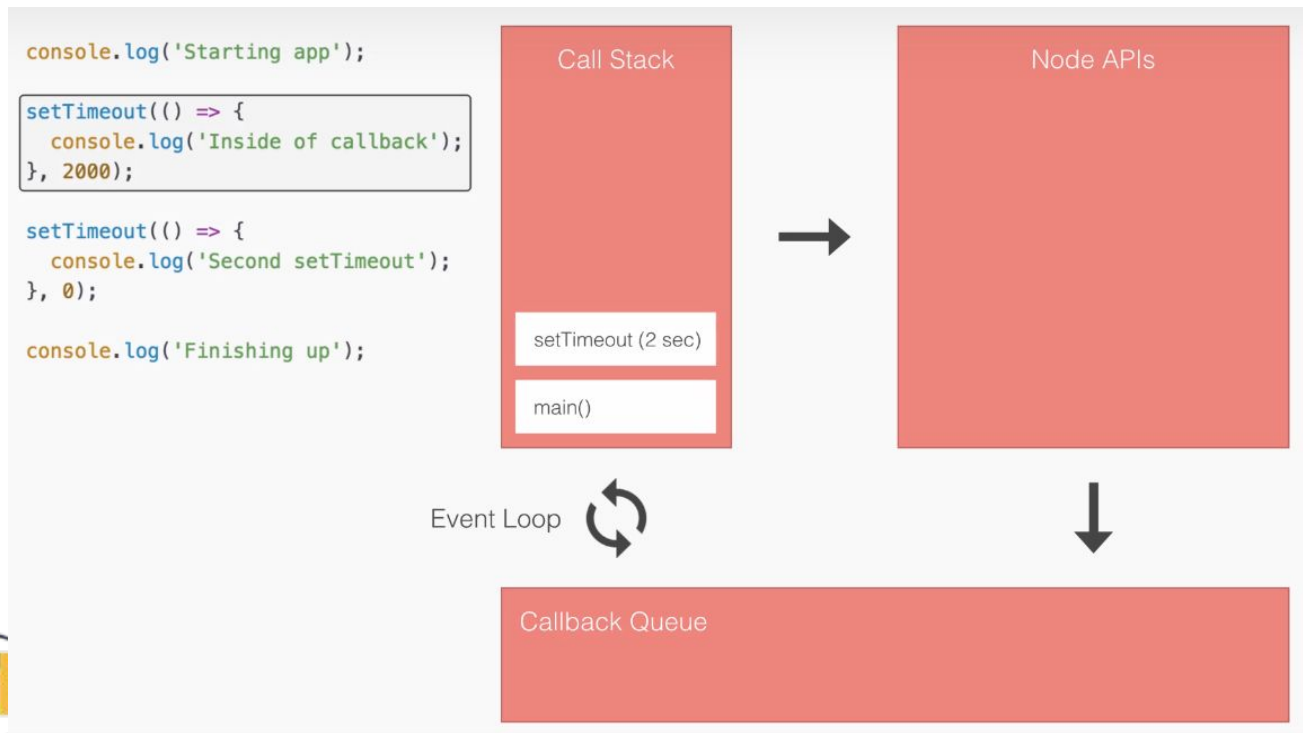 console.log('Starting app');
setTimeout(() => {
  console.log('Inside of callback');
}, 2000);
setTimeout(() => {
  console.log('Second setTimeout');
}, 0);
console.log('Finishing up');
Call Stack
setTimeout (2 sec)
main()
Node APIs
Event Loop
Callback Queue